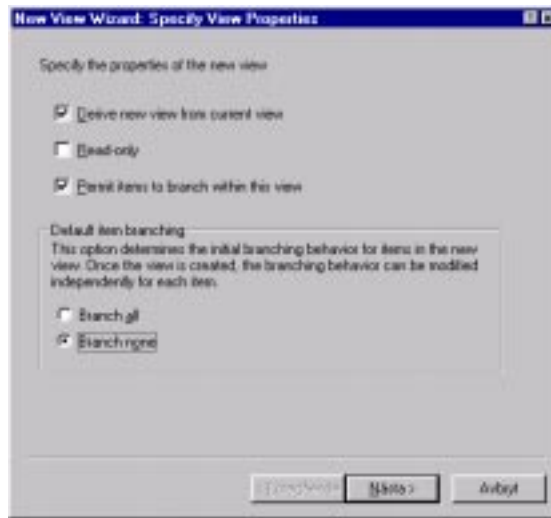 New View Wizard: Specify View Properties
Specify the properties of the new view
Derive new view from current view
Read-only
Permit items to branch within this view
Default item branching
This option determines the initial branching behavior for items in the new
view. Once the view is created, the branching behavior can be modified
independently for each item.
Branch all
Branch none
Nästa > Avbryt